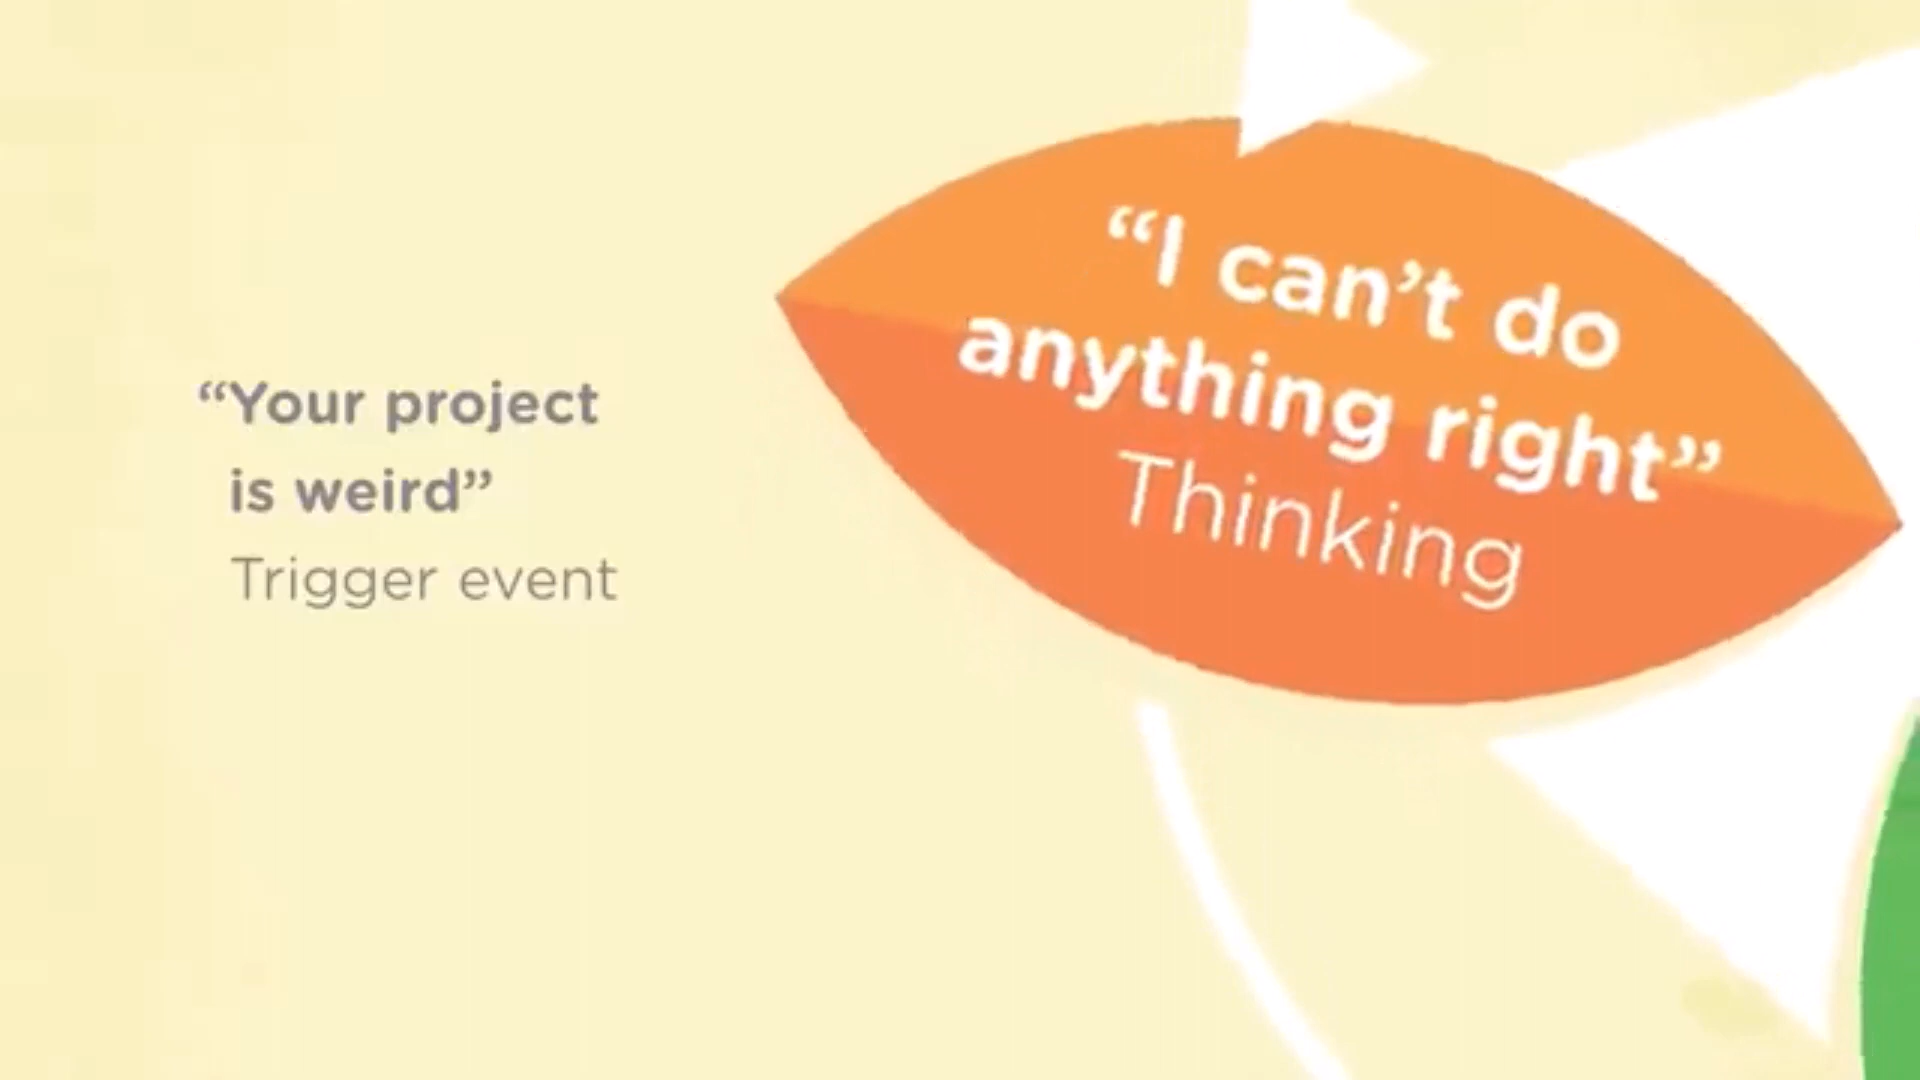 “Your project
is weird”
Trigger event
“I can’t do
anything right”
Thinking